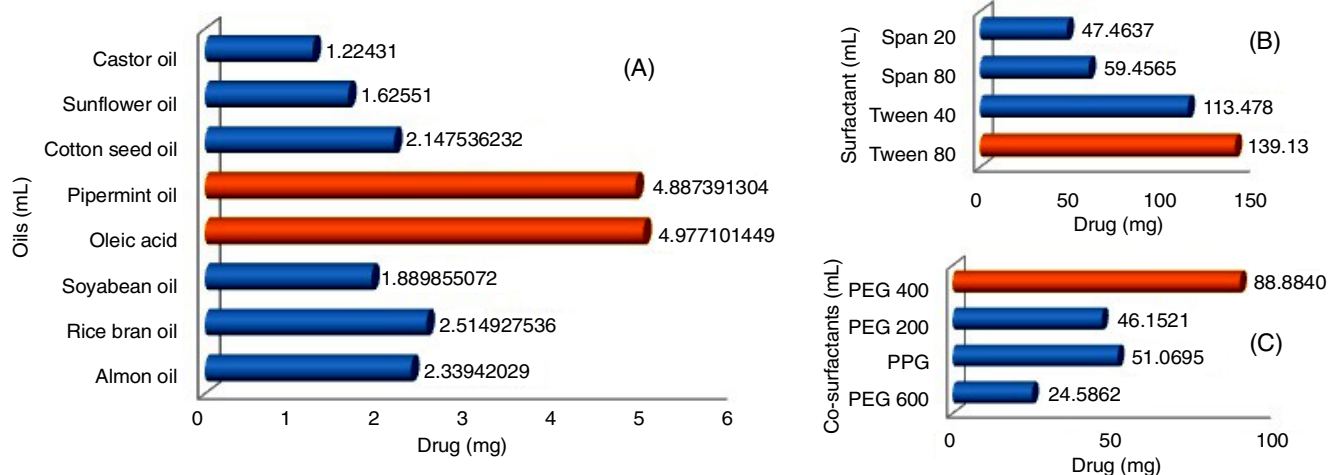 (A)
Oils (mL)
Castor oil 1.22431
Sunflower oil 1.62551
Cotton seed oil 2.147536232
Pipermint oil 4.887391304
Oleic acid 4.977101449
Soyabean oil 1.889855072
Rice bran oil 2.514927536
Almon oil 2.33942029
0 1 2 3 4 5 6
Drug (mg)
(B)
Surfactant (mL)
Span 20 47.4637
Span 80 59.4565
Tween 40 113.478
Tween 80 139.13
0 50 100 150
Drug (mg)
(C)
Co-surfactants (mL)
PEG 400 88.8840
PEG 200 46.1521
PPG 51.0695
PEG 600 24.5862
0 50 100
Drug (mg)